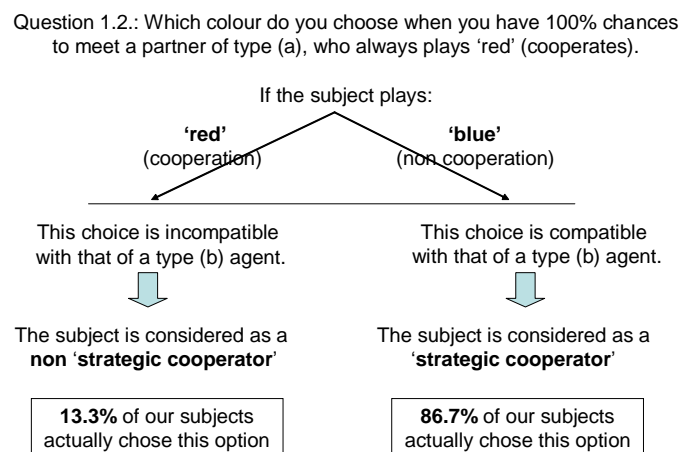 Question 1.2.: Which colour do you choose when you have 100% chances
to meet a partner of type (a), who always plays ‘red’ (cooperates).
If the subject plays:
‘red’
(cooperation)
‘blue’
(non cooperation)
This choice is incompatible
with that of a type (b) agent.
This choice is compatible
with that of a type (b) agent.
The subject is considered as a
non ‘strategic cooperator’
The subject is considered as a
‘strategic cooperator’
13.3% of our subjects
actually chose this option
86.7% of our subjects
actually chose this option